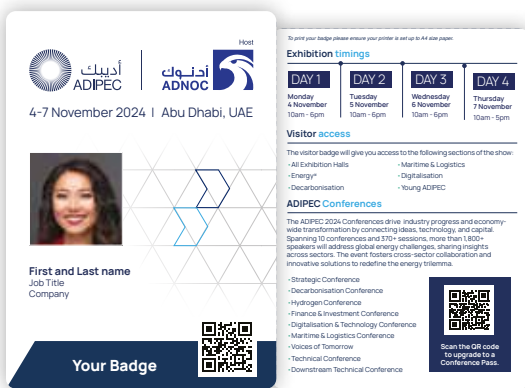 Host
أديبك
ADIPEC
أدنوك
ADNOC
4-7 November 2024 | Abu Dhabi, UAE
First and Last name
Job Title
Company
Your Badge
To print your badge please ensure your printer is set up to A4 size paper.
Exhibition timings
DAY 1
Monday
4 November
10am - 6pm
DAY 2
Tuesday
5 November
10am - 6pm
DAY 3
Wednesday
6 November
10am - 6pm
DAY 4
Thursday
7 November
10am - 5pm
Visitor access
The visitor badge will give you access to the following sections of the show:
• All Exhibition Halls
• Energy*
• Decarbonisation
• Maritime & Logistics
• Digitalisation
• Young ADIPEC
ADIPEC Conferences
The ADIPEC 2024 Conferences drive industry progress and economy-
wide transformation by connecting ideas, technology, and capital.
Spanning 10 conferences and 370+ sessions, more than 1,800+
speakers will address global energy challenges, sharing insights
across sectors. The event fosters cross-sector collaboration and
innovative solutions to redefine the energy trilemma.
• Strategic Conference
• Decarbonisation Conference
• Hydrogen Conference
• Finance & Investment Conference
• Digitalisation & Technology Conference
• Maritime & Logistics Conference
• Voices of Tomorrow
• Technical Conference
• Downstream Technical Conference
Scan the QR code
to upgrade to a
Conference Pass.